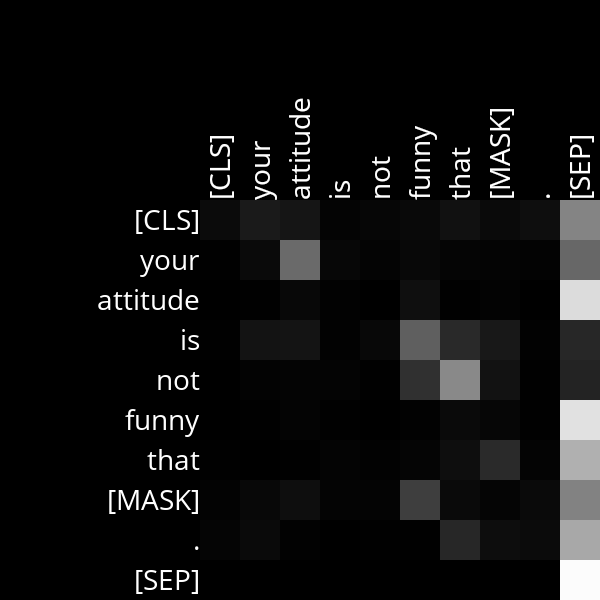 [CLS] your attitude is not funny that [MASK] . [SEP]
[CLS]
your
attitude
is
not
funny
that
[MASK]
.
[SEP]